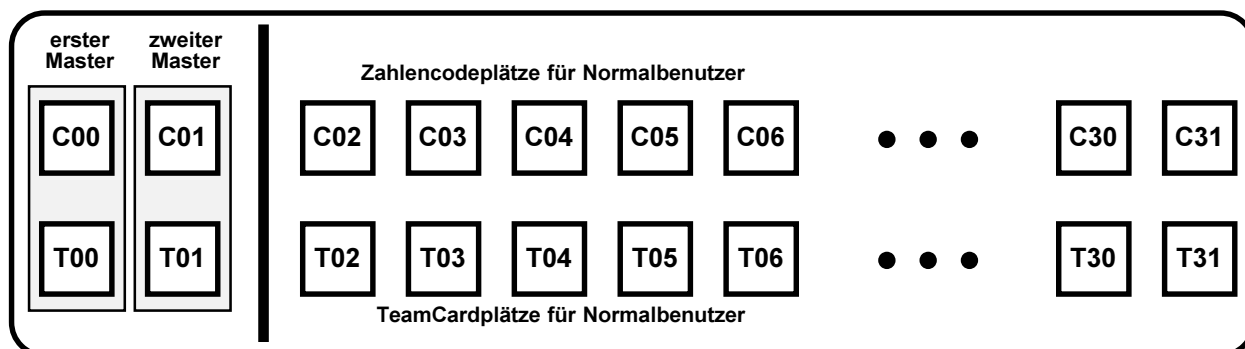 erster
Master
zweiter
Master
Zahlencodeplätze für Normalbenutzer
C00 C01 C02 C03 C04 C05 C06 ● ● ● C30 C31
T00 T01 T02 T03 T04 T05 T06 ● ● ● T30 T31
TeamCardplätze für Normalbenutzer